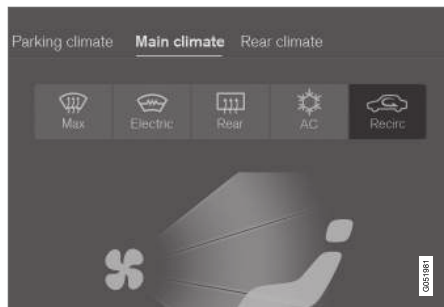 Parking climate Main climate Rear climate
Max Electric Rear AC Recirc
G051981